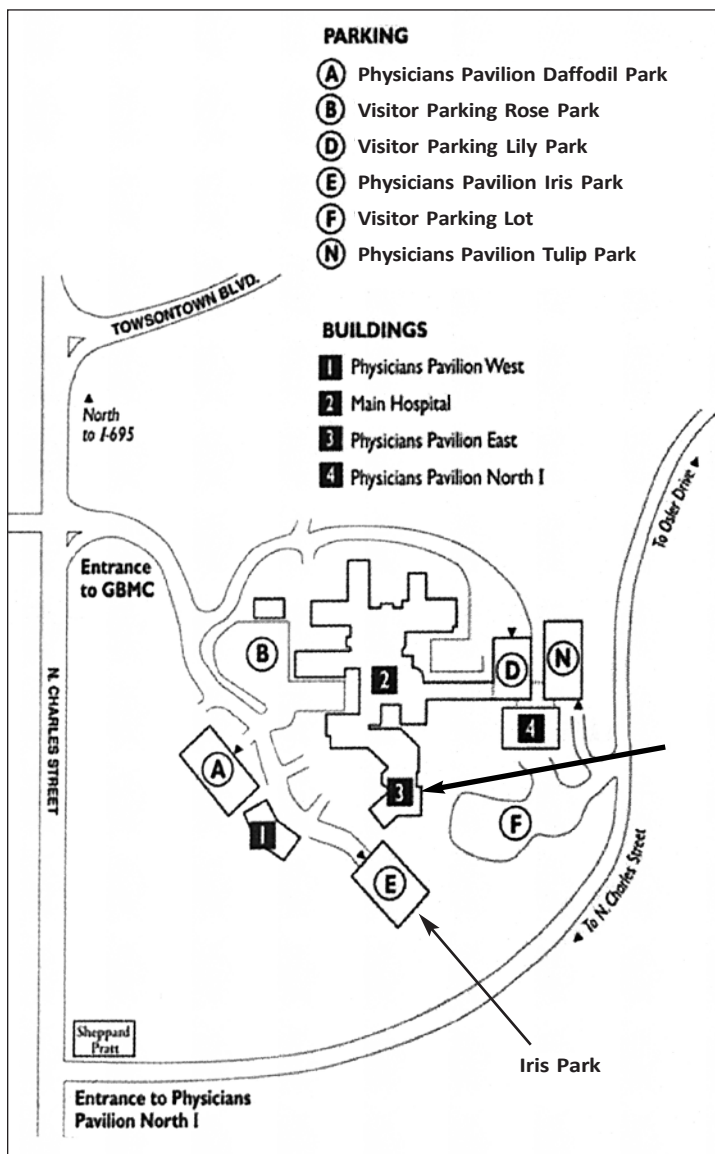 PARKING
A Physicians Pavilion Daffodil Park
B Visitor Parking Rose Park
D Visitor Parking Lily Park
E Physicians Pavilion Iris Park
F Visitor Parking Lot
N Physicians Pavilion Tulip Park
TOWSONTOWN BLVD.
BUILDINGS
1 Physicians Pavilion West
2 Main Hospital
3 Physicians Pavilion East
4 Physicians Pavilion North I
North
to I-695
To Osler Drive
Entrance
to GBMC
B
2
D
N
4
N. CHARLES STREET
A
3
1
F
E
To N. Charles Street
Sheppard
Pratt
Iris Park
Entrance to Physicians
Pavilion North I